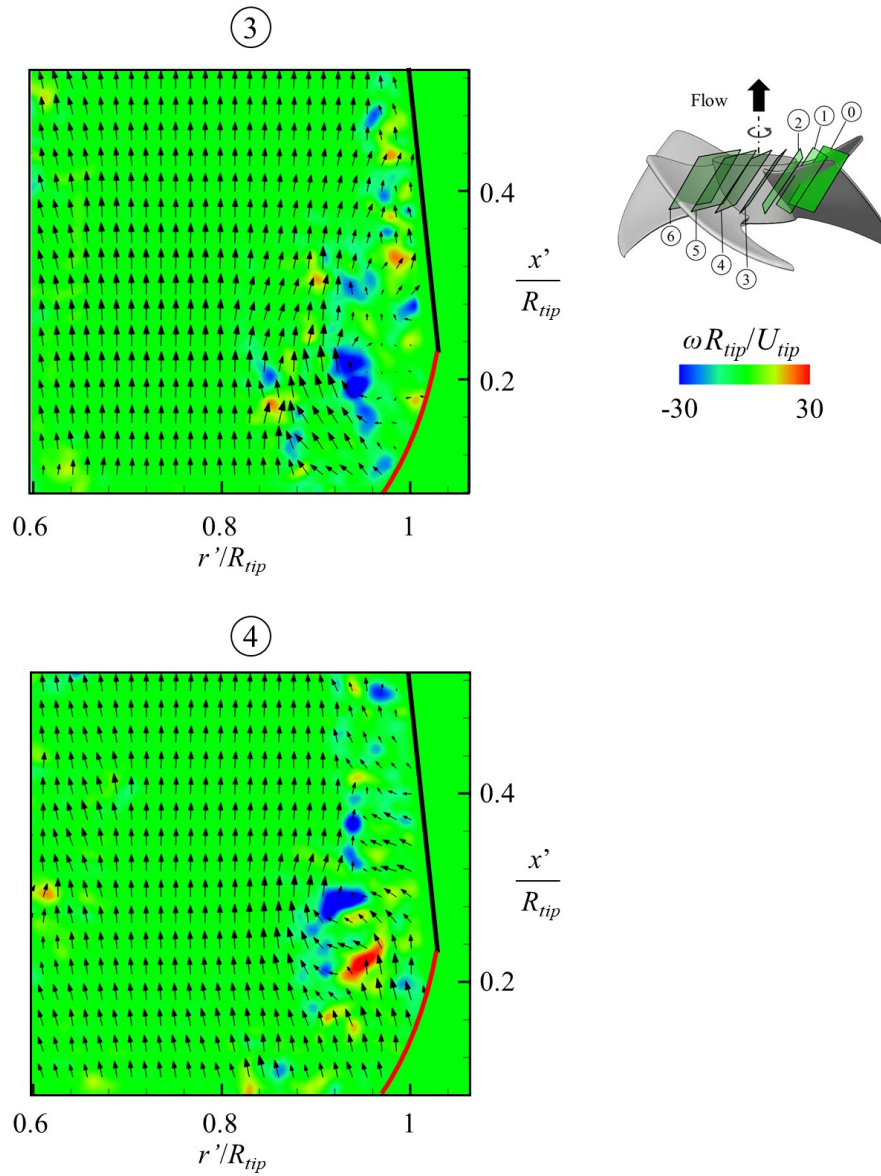 ③
0.4
x'
R_tip
0.2
0.6
0.8
1
r'/R_tip
Flow
②
①
⓪
⑥
⑤
④
③
ωR_tip/U_tip
-30
30
④
0.4
x'
R_tip
0.2
0.6
0.8
1
r'/R_tip